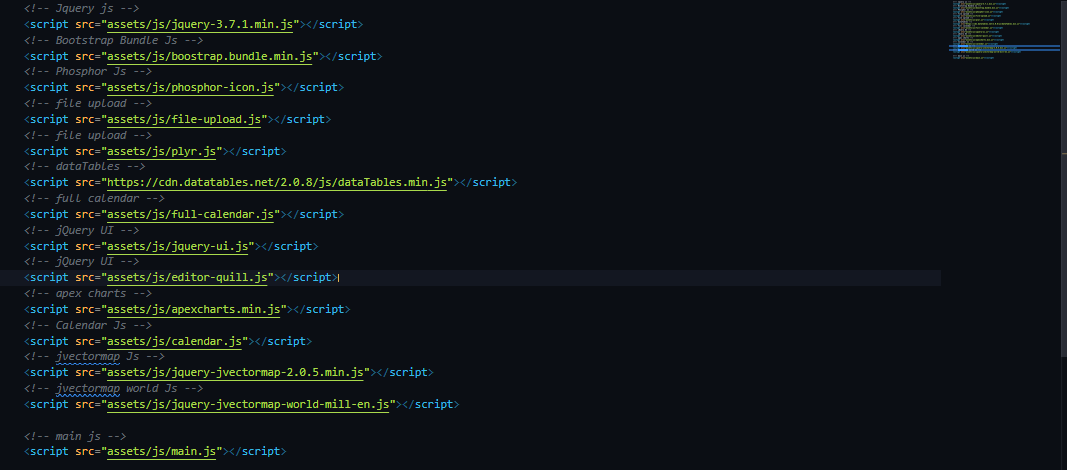 <!-- Jquery js -->
<script src="assets/js/jquery-3.7.1.min.js"></script>
<!-- Bootstrap Bundle Js -->
<script src="assets/js/boostrap.bundle.min.js"></script>
<!-- Phosphor Js -->
<script src="assets/js/phosphor-icon.js"></script>
<!-- file upload -->
<script src="assets/js/file-upload.js"></script>
<!-- file upload -->
<script src="assets/js/plyr.js"></script>
<!-- dataTables -->
<script src="https://cdn.datatables.net/2.0.8/js/dataTables.min.js"></script>
<!-- full calendar -->
<script src="assets/js/full-calendar.js"></script>
<!-- jQuery UI -->
<script src="assets/js/jquery-ui.js"></script>
<!-- jQuery UI -->
<script src="assets/js/editor-quill.js"></script>
<!-- apex charts -->
<script src="assets/js/apexcharts.min.js"></script>
<!-- Calendar Js -->
<script src="assets/js/calendar.js"></script>
<!-- jvectormap Js -->
<script src="assets/js/jquery-jvectormap-2.0.5.min.js"></script>
<!-- jvectormap world Js -->
<script src="assets/js/jquery-jvectormap-world-mill-en.js"></script>
<!-- main js -->
<script src="assets/js/main.js"></script>